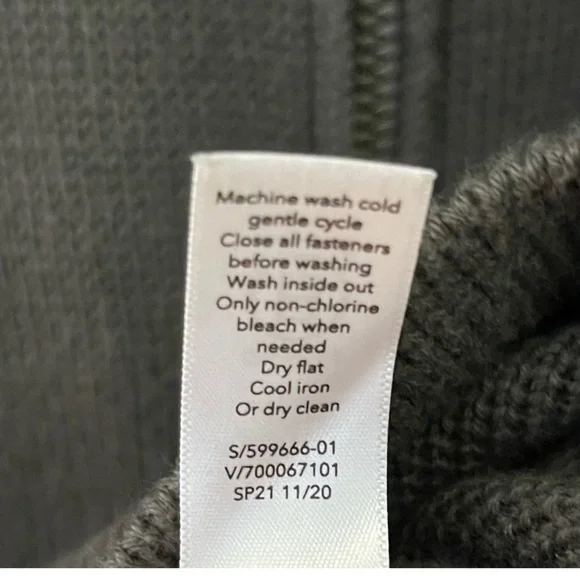 Machine wash cold
gentle cycle
Close all fasteners
before washing
Wash inside out
Only non-chlorine
bleach when
needed
Dry flat
Cool iron
Or dry clean
S/599666-01
V/700067101
SP21 11/20